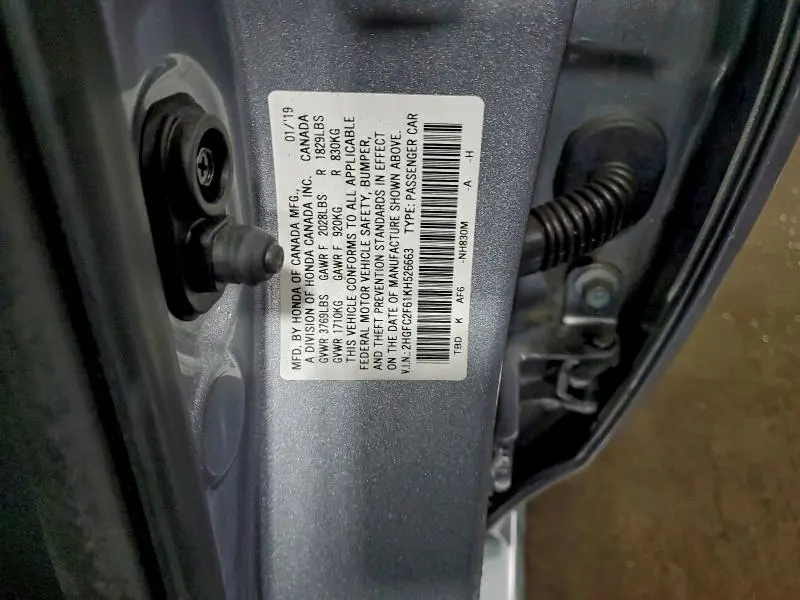 MFD. BY HONDA OF CANADA MFG., 01/'19
A DIVISION OF HONDA CANADA INC. CANADA
GVWR 3769LBS GAWR F 2028LBS R 1829LBS
GVWR 1710KG GAWR F 920KG R 830KG
THIS VEHICLE CONFORMS TO ALL APPLICABLE
FEDERAL MOTOR VEHICLE SAFETY, BUMPER,
AND THEFT PREVENTION STANDARDS IN EFFECT
ON THE DATE OF MANUFACTURE SHOWN ABOVE.
V.I.N.: 2HGFC2F61KH526663 TYPE: PASSENGER CAR
TBD K AF6 -NH830M -A -H